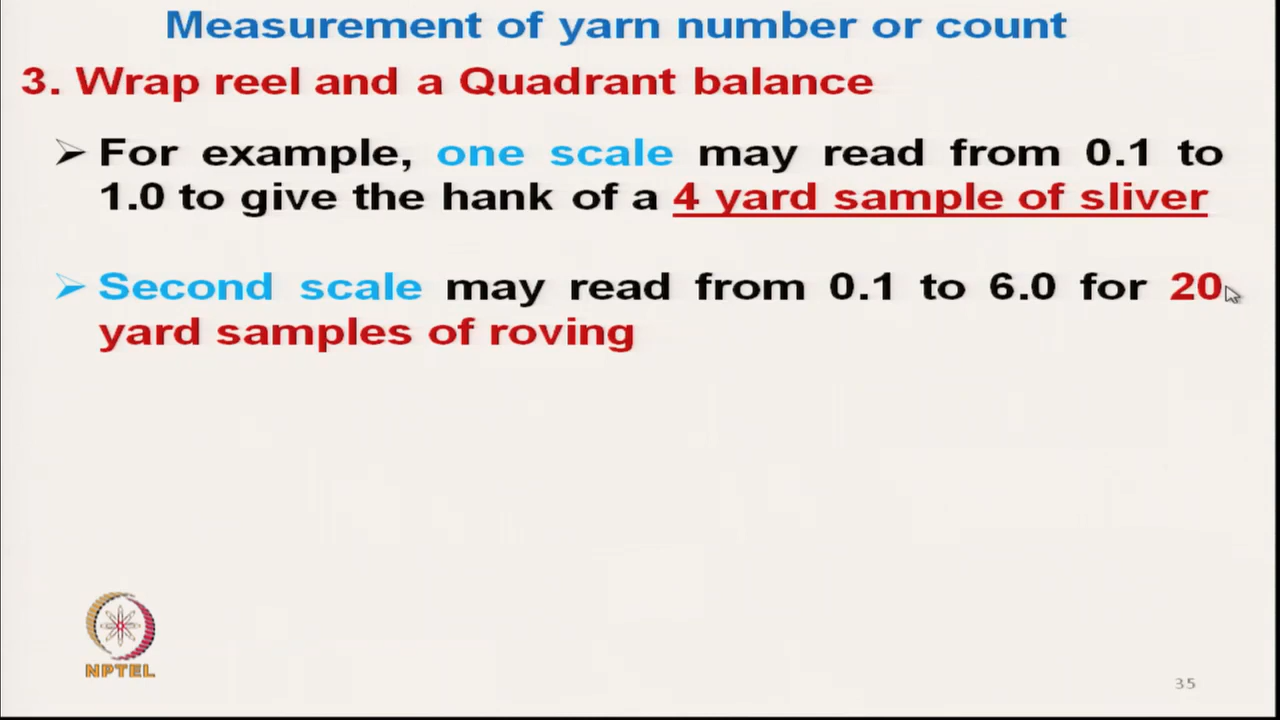 Measurement of yarn number or count
3. Wrap reel and a Quadrant balance
➢ For example, one scale may read from 0.1 to
1.0 to give the hank of a 4 yard sample of sliver
➢ Second scale may read from 0.1 to 6.0 for 20
yard samples of roving
NPTEL
35